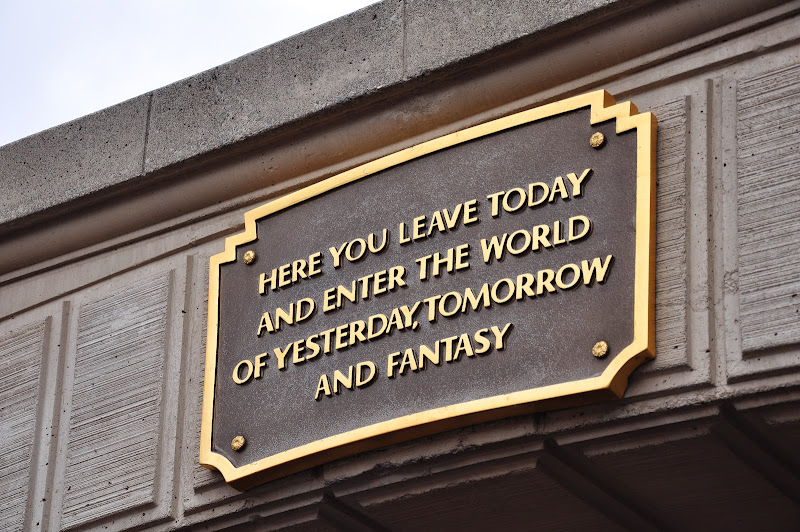 HERE YOU LEAVE TODAY
AND ENTER THE WORLD
OF YESTERDAY, TOMORROW
AND FANTASY